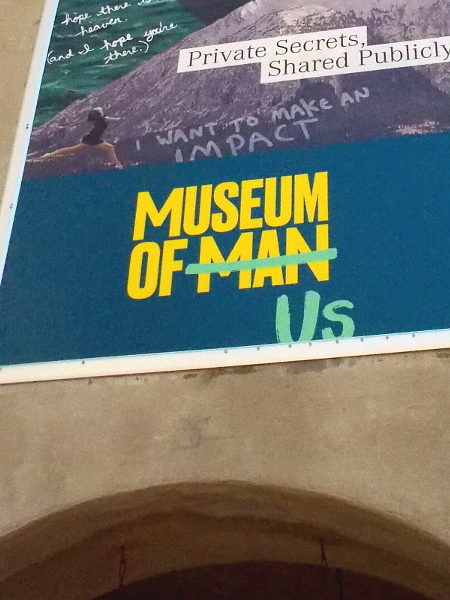 hope there is
heaven.
(and I hope you're
there.)
Private Secrets,
Shared Publicly
I WANT TO MAKE AN
IMPACT
MUSEUM
OF MAN
Us